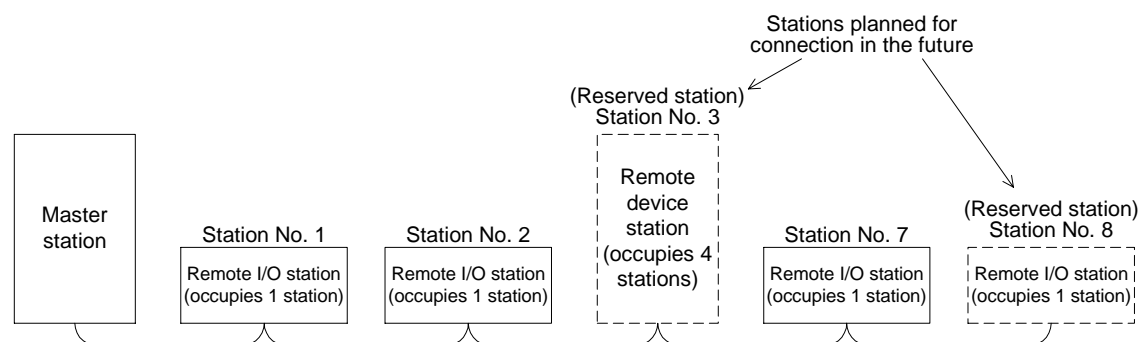 Stations planned for
connection in the future
(Reserved station)
Station No. 3
Master
station
Station No. 1
Remote I/O station
(occupies 1 station)
Station No. 2
Remote I/O station
(occupies 1 station)
Remote
device
station
(occupies 4
stations)
Station No. 7
Remote I/O station
(occupies 1 station)
(Reserved station)
Station No. 8
Remote I/O station
(occupies 1 station)